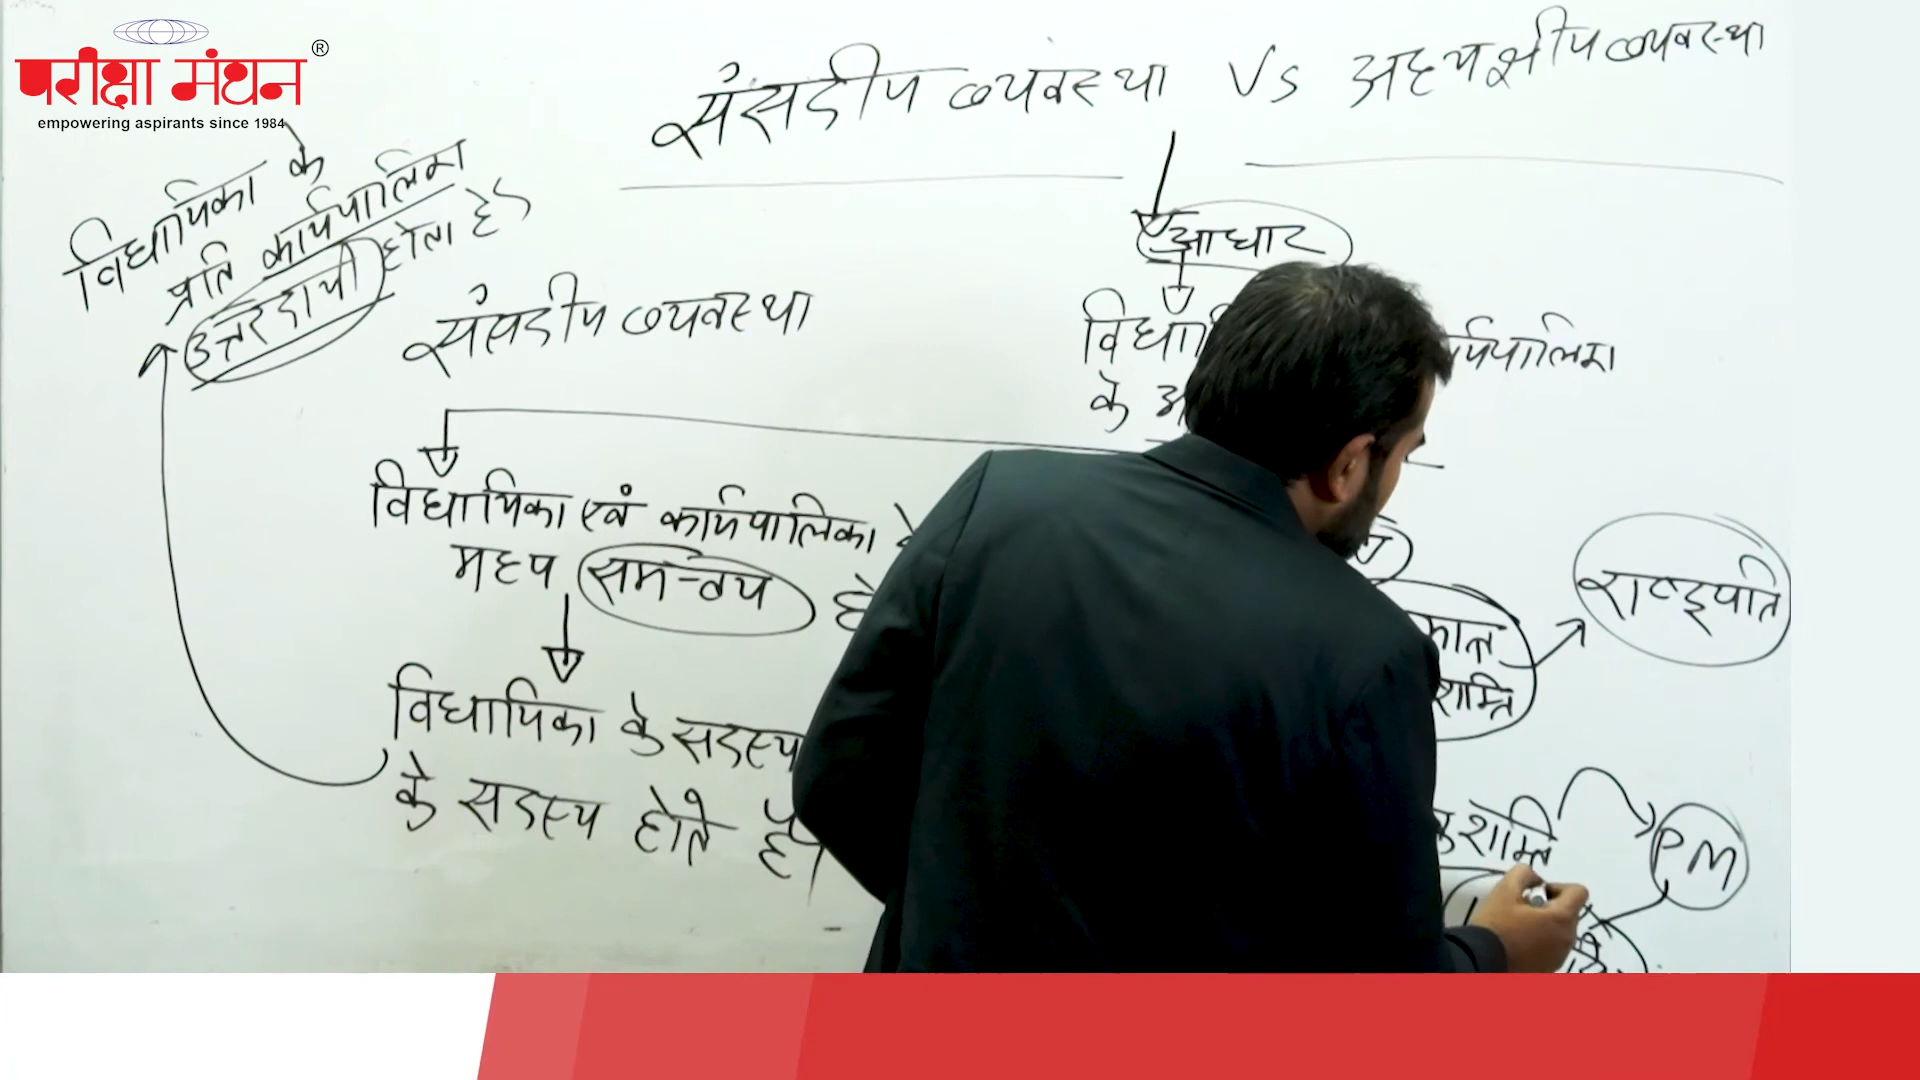 परीक्षा मंथन ®
empowering aspirants since 1984
संसदीय व्यवस्था Vs अध्यक्षीय व्यवस्था
आधार
विधायिका के
प्रति कार्यपालिका
उत्तरदायी होता है।
संसदीय व्यवस्था
कार्यपालिका
के
विधायिका एवं कार्यपालिका के
मध्य समन्वय है
विधायिका के सदस्य
के सदस्य होते हैं।
राष्ट्रपति
शक्ति
PM